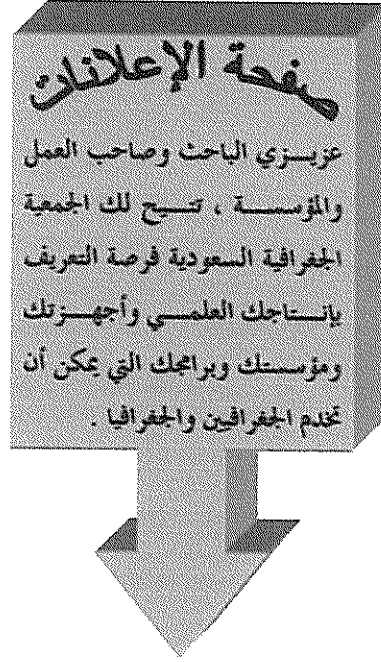 صفحة الإعلانات
عزيزي الباحث وصاحب العمل
والمؤسسة ، تتيح لك الجمعية
الجغرافية السعودية فرصة التعريف
بإنتاجك العلمي وأجهزتك
ومؤسستك وبرامجك التي يمكن أن
تخدم الجغرافيين والجغرافيا .